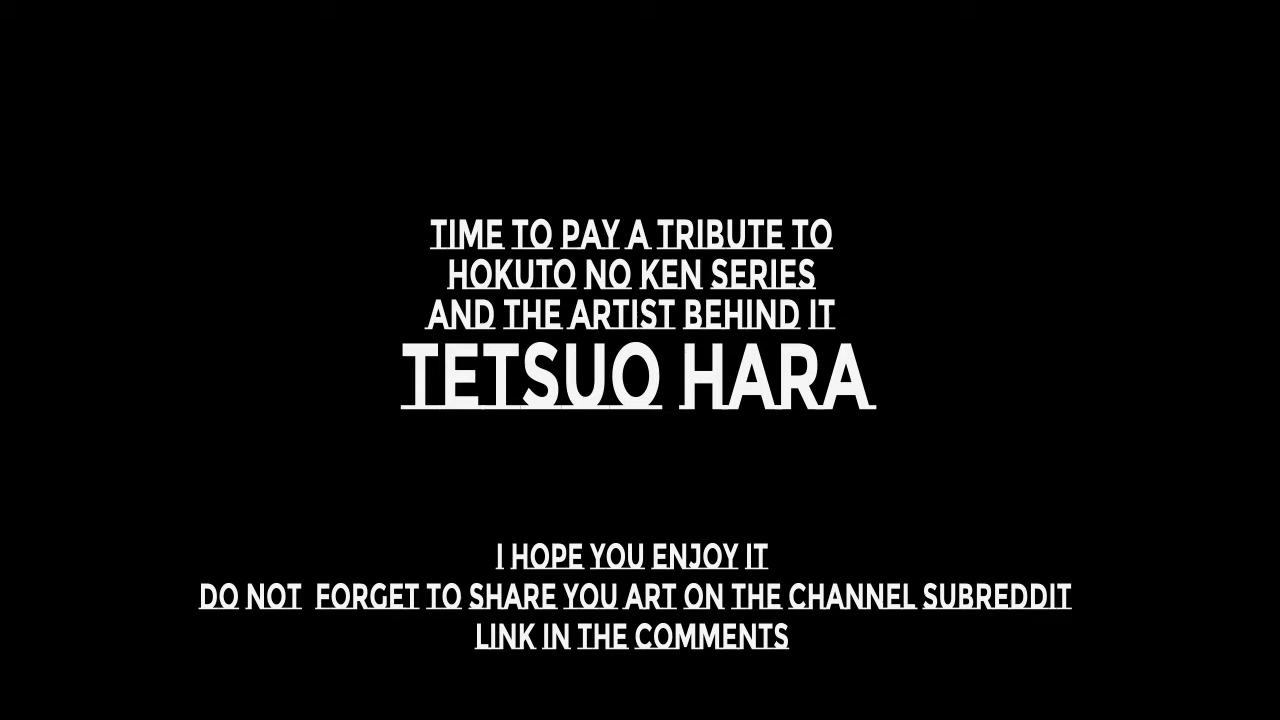 TIME TO PAY A TRIBUTE TO
HOKUTO NO KEN SERIES
AND THE ARTIST BEHIND IT
TETSUO HARA
I HOPE YOU ENJOY IT
DO NOT  FORGET TO SHARE YOU ART ON THE CHANNEL SUBREDDIT
LINK IN THE COMMENTS